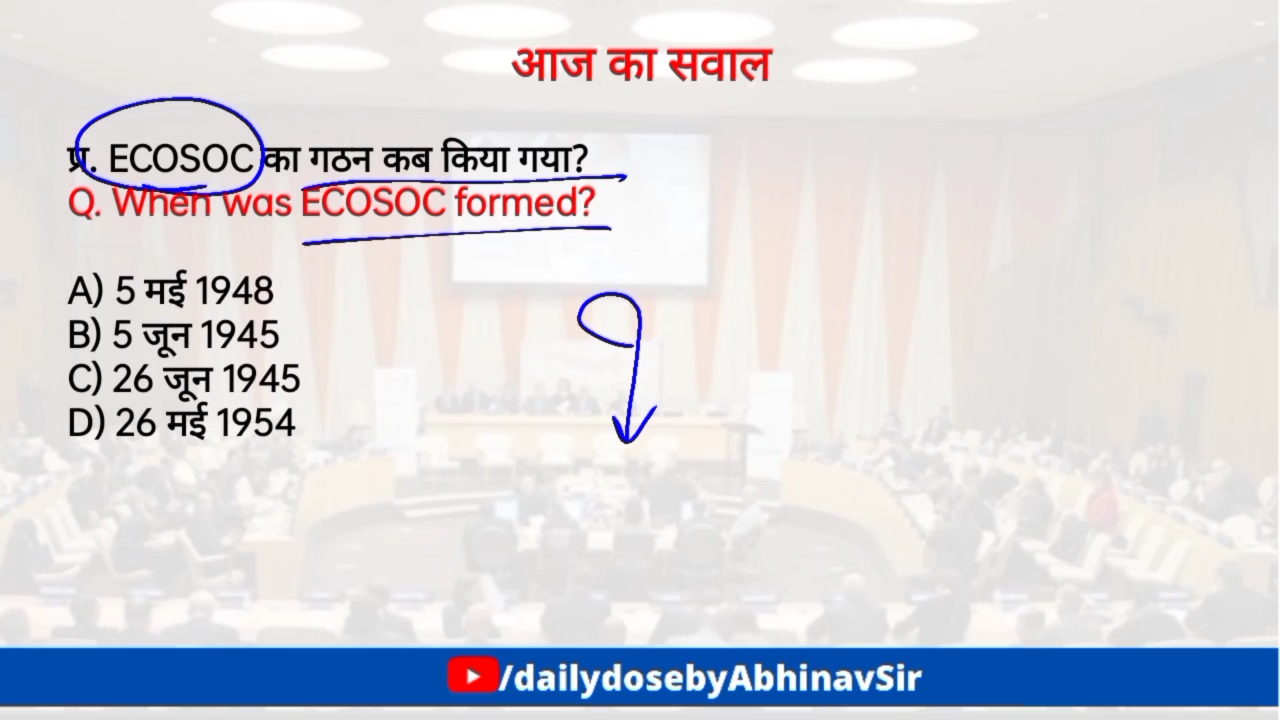 आज का सवाल
प्र. ECOSOC का गठन कब किया गया?
Q. When was ECOSOC formed?
A) 5 मई 1948
B) 5 जून 1945
C) 26 जून 1945
D) 26 मई 1954
/dailydosebyAbhinavSir